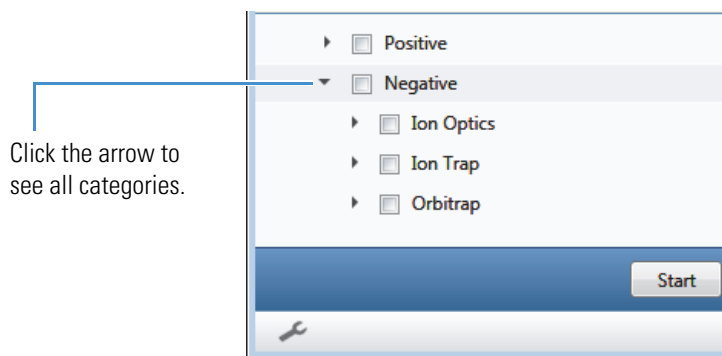 Positive
Negative
Ion Optics
Click the arrow to
see all categories.
Ion Trap
Orbitrap
Start